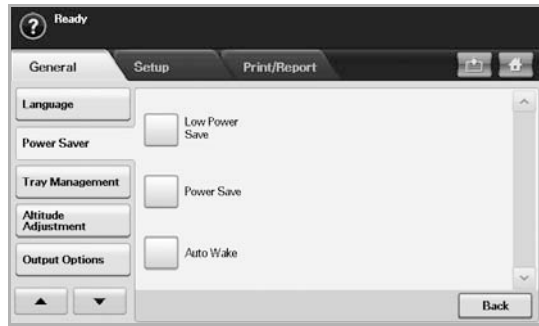 ? Ready
General Setup Print/Report
Language
Power Saver
Tray Management
Altitude
Adjustment
Output Options
Low Power
Save
Power Save
Auto Wake
Back